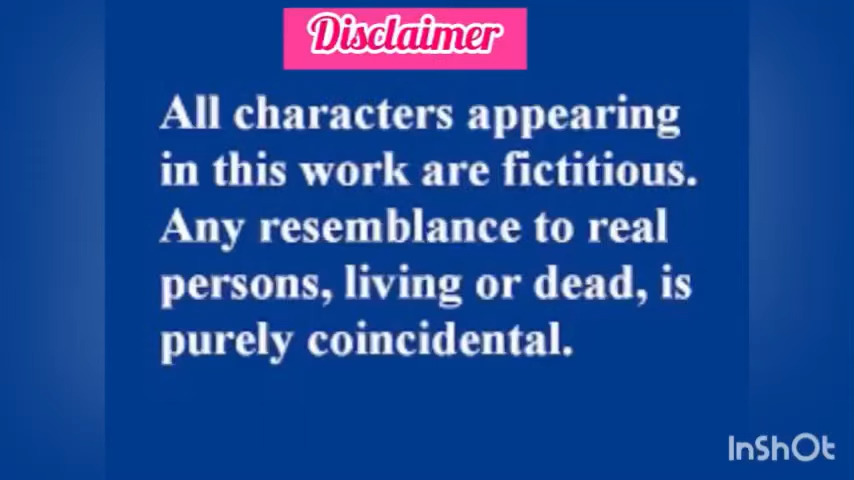 Disclaimer
All characters appearing
in this work are fictitious.
Any resemblance to real
persons, living or dead, is
purely coincidental.
InShOt